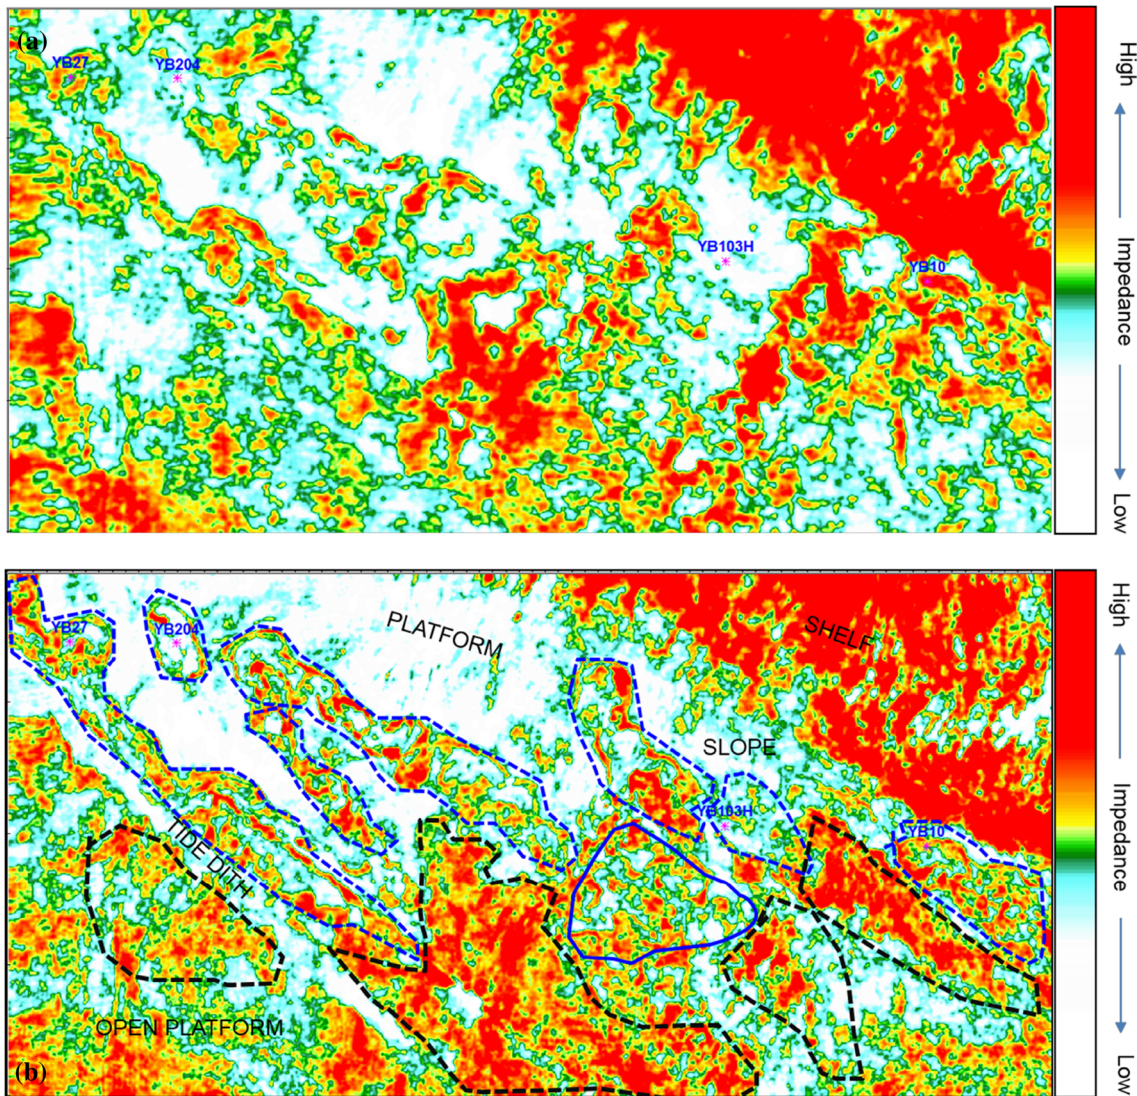 (a)
YB27
YB204
YB103H
YB10
High
Impedance
Low
YB27
YB204
PLATFORM
SHELF
SLOPE
YB103H
YB10
TIDE DITH
OPEN PLATFORM
(b)
High
Impedance
Low